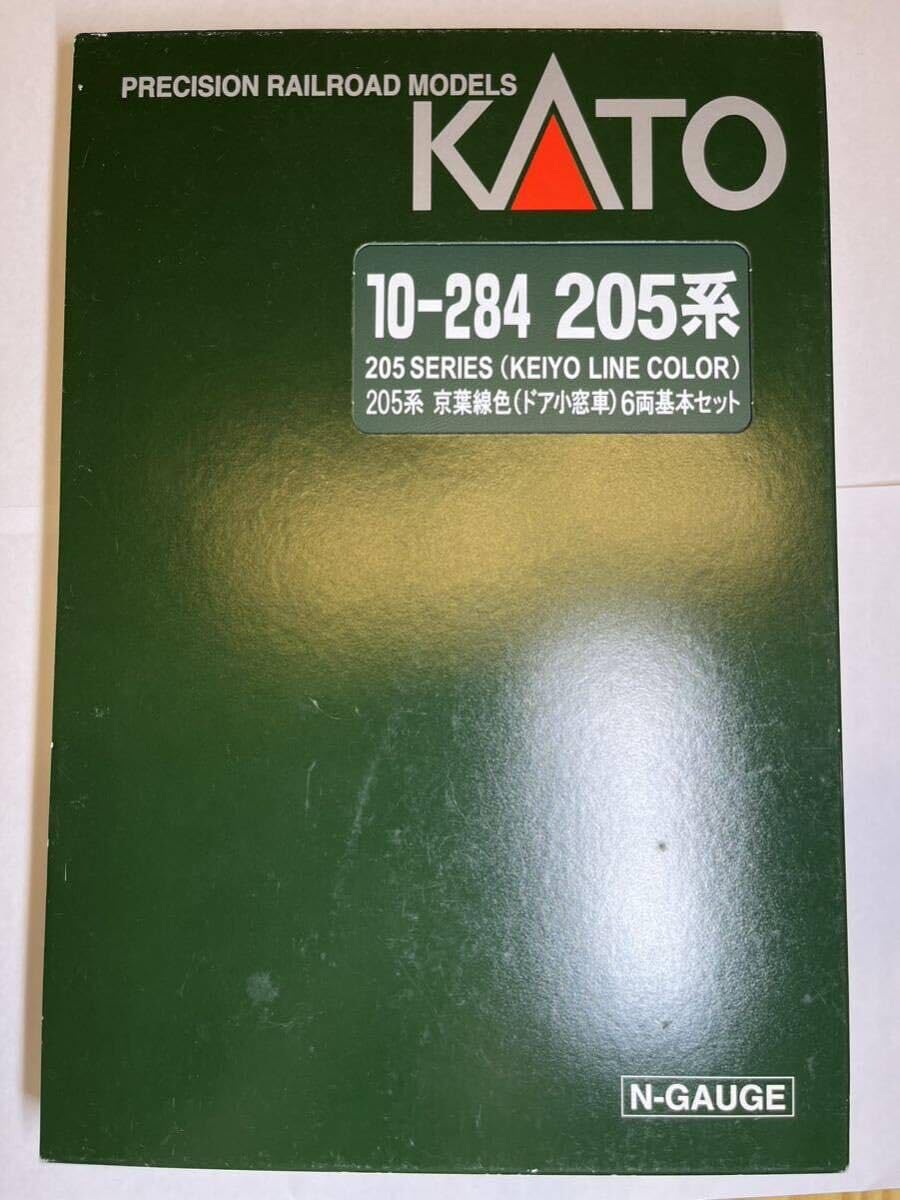 PRECISION RAILROAD MODELS
KATO
10-284 205系
205 SERIES (KEIYO LINE COLOR)
205系 京葉線色(ドア小窓車)6両基本セット
N-GAUGE